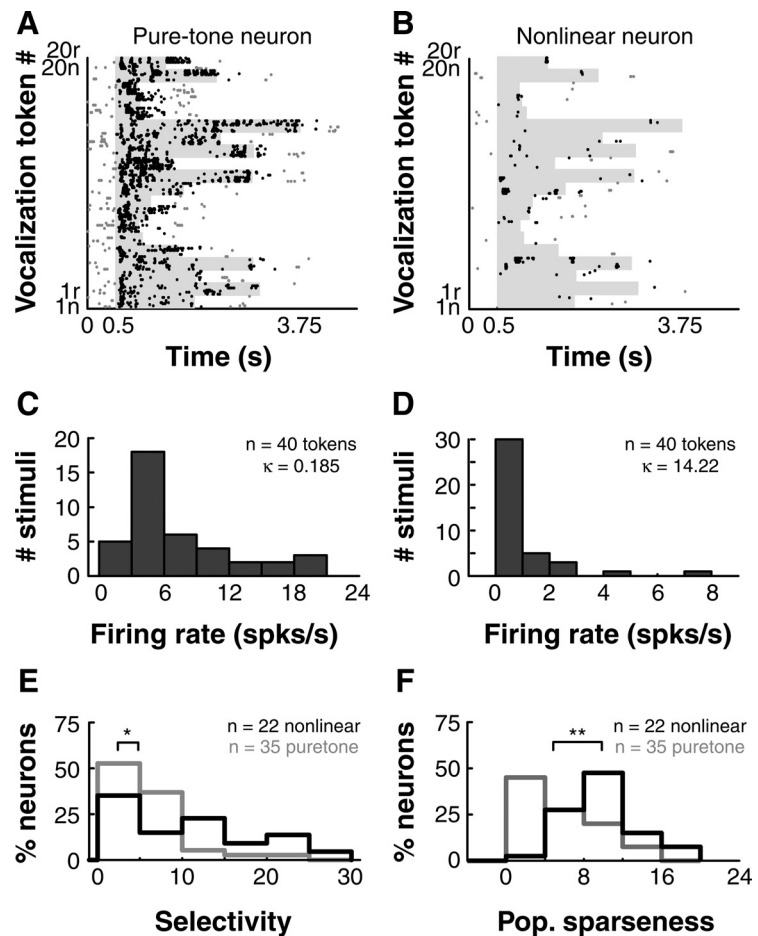 A
Pure-tone neuron
Vocalization token #
20r
20n
1r
1n
0 0.5 3.75
Time (s)
B
Nonlinear neuron
Vocalization token #
20r
20n
1r
1n
0 0.5 3.75
Time (s)
C
n = 40 tokens
κ = 0.185
# stimuli
20
15
10
5
0
0 6 12 18 24
Firing rate (spks/s)
D
n = 40 tokens
κ = 14.22
# stimuli
30
20
10
0
0 2 4 6 8
Firing rate (spks/s)
E
*
n = 22 nonlinear
n = 35 puretone
% neurons
75
50
25
0
0 10 20 30
Selectivity
F
**
n = 22 nonlinear
n = 35 puretone
% neurons
75
50
25
0
0 8 16 24
Pop. sparseness